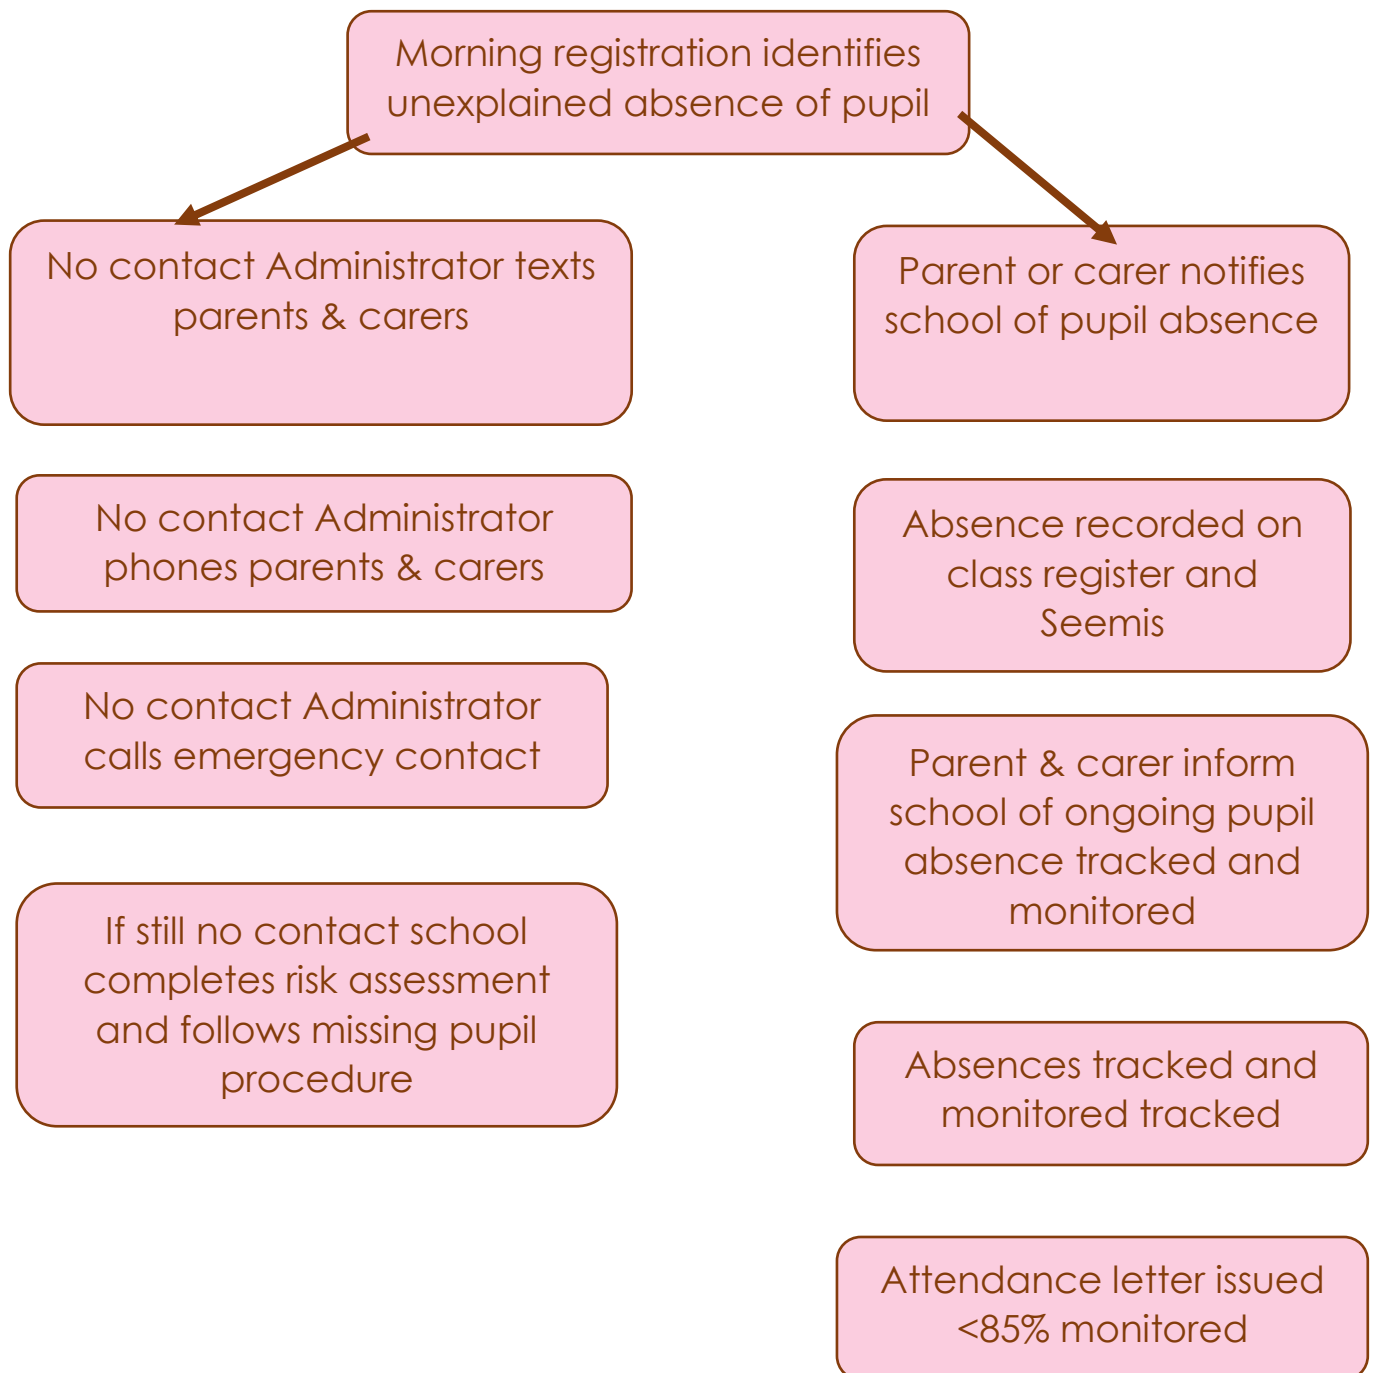 Morning registration identifies
unexplained absence of pupil
No contact Administrator texts
parents & carers
No contact Administrator
phones parents & carers
No contact Administrator
calls emergency contact
If still no contact school
completes risk assessment
and follows missing pupil
procedure
Parent or carer notifies
school of pupil absence
Absence recorded on
class register and
Seemis
Parent & carer inform
school of ongoing pupil
absence tracked and
monitored
Absences tracked and
monitored tracked
Attendance letter issued
<85% monitored